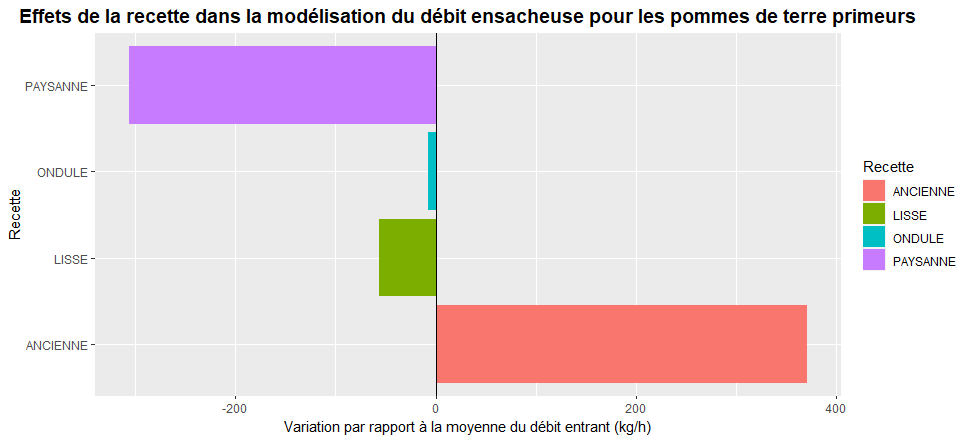 Effets de la recette dans la modélisation du débit ensacheuse pour les pommes de terre primeurs
Recette
PAYSANNE
ONDULE
LISSE
ANCIENNE
-200
0
200
400
Variation par rapport à la moyenne du débit entrant (kg/h)
Recette
ANCIENNE
LISSE
ONDULE
PAYSANNE